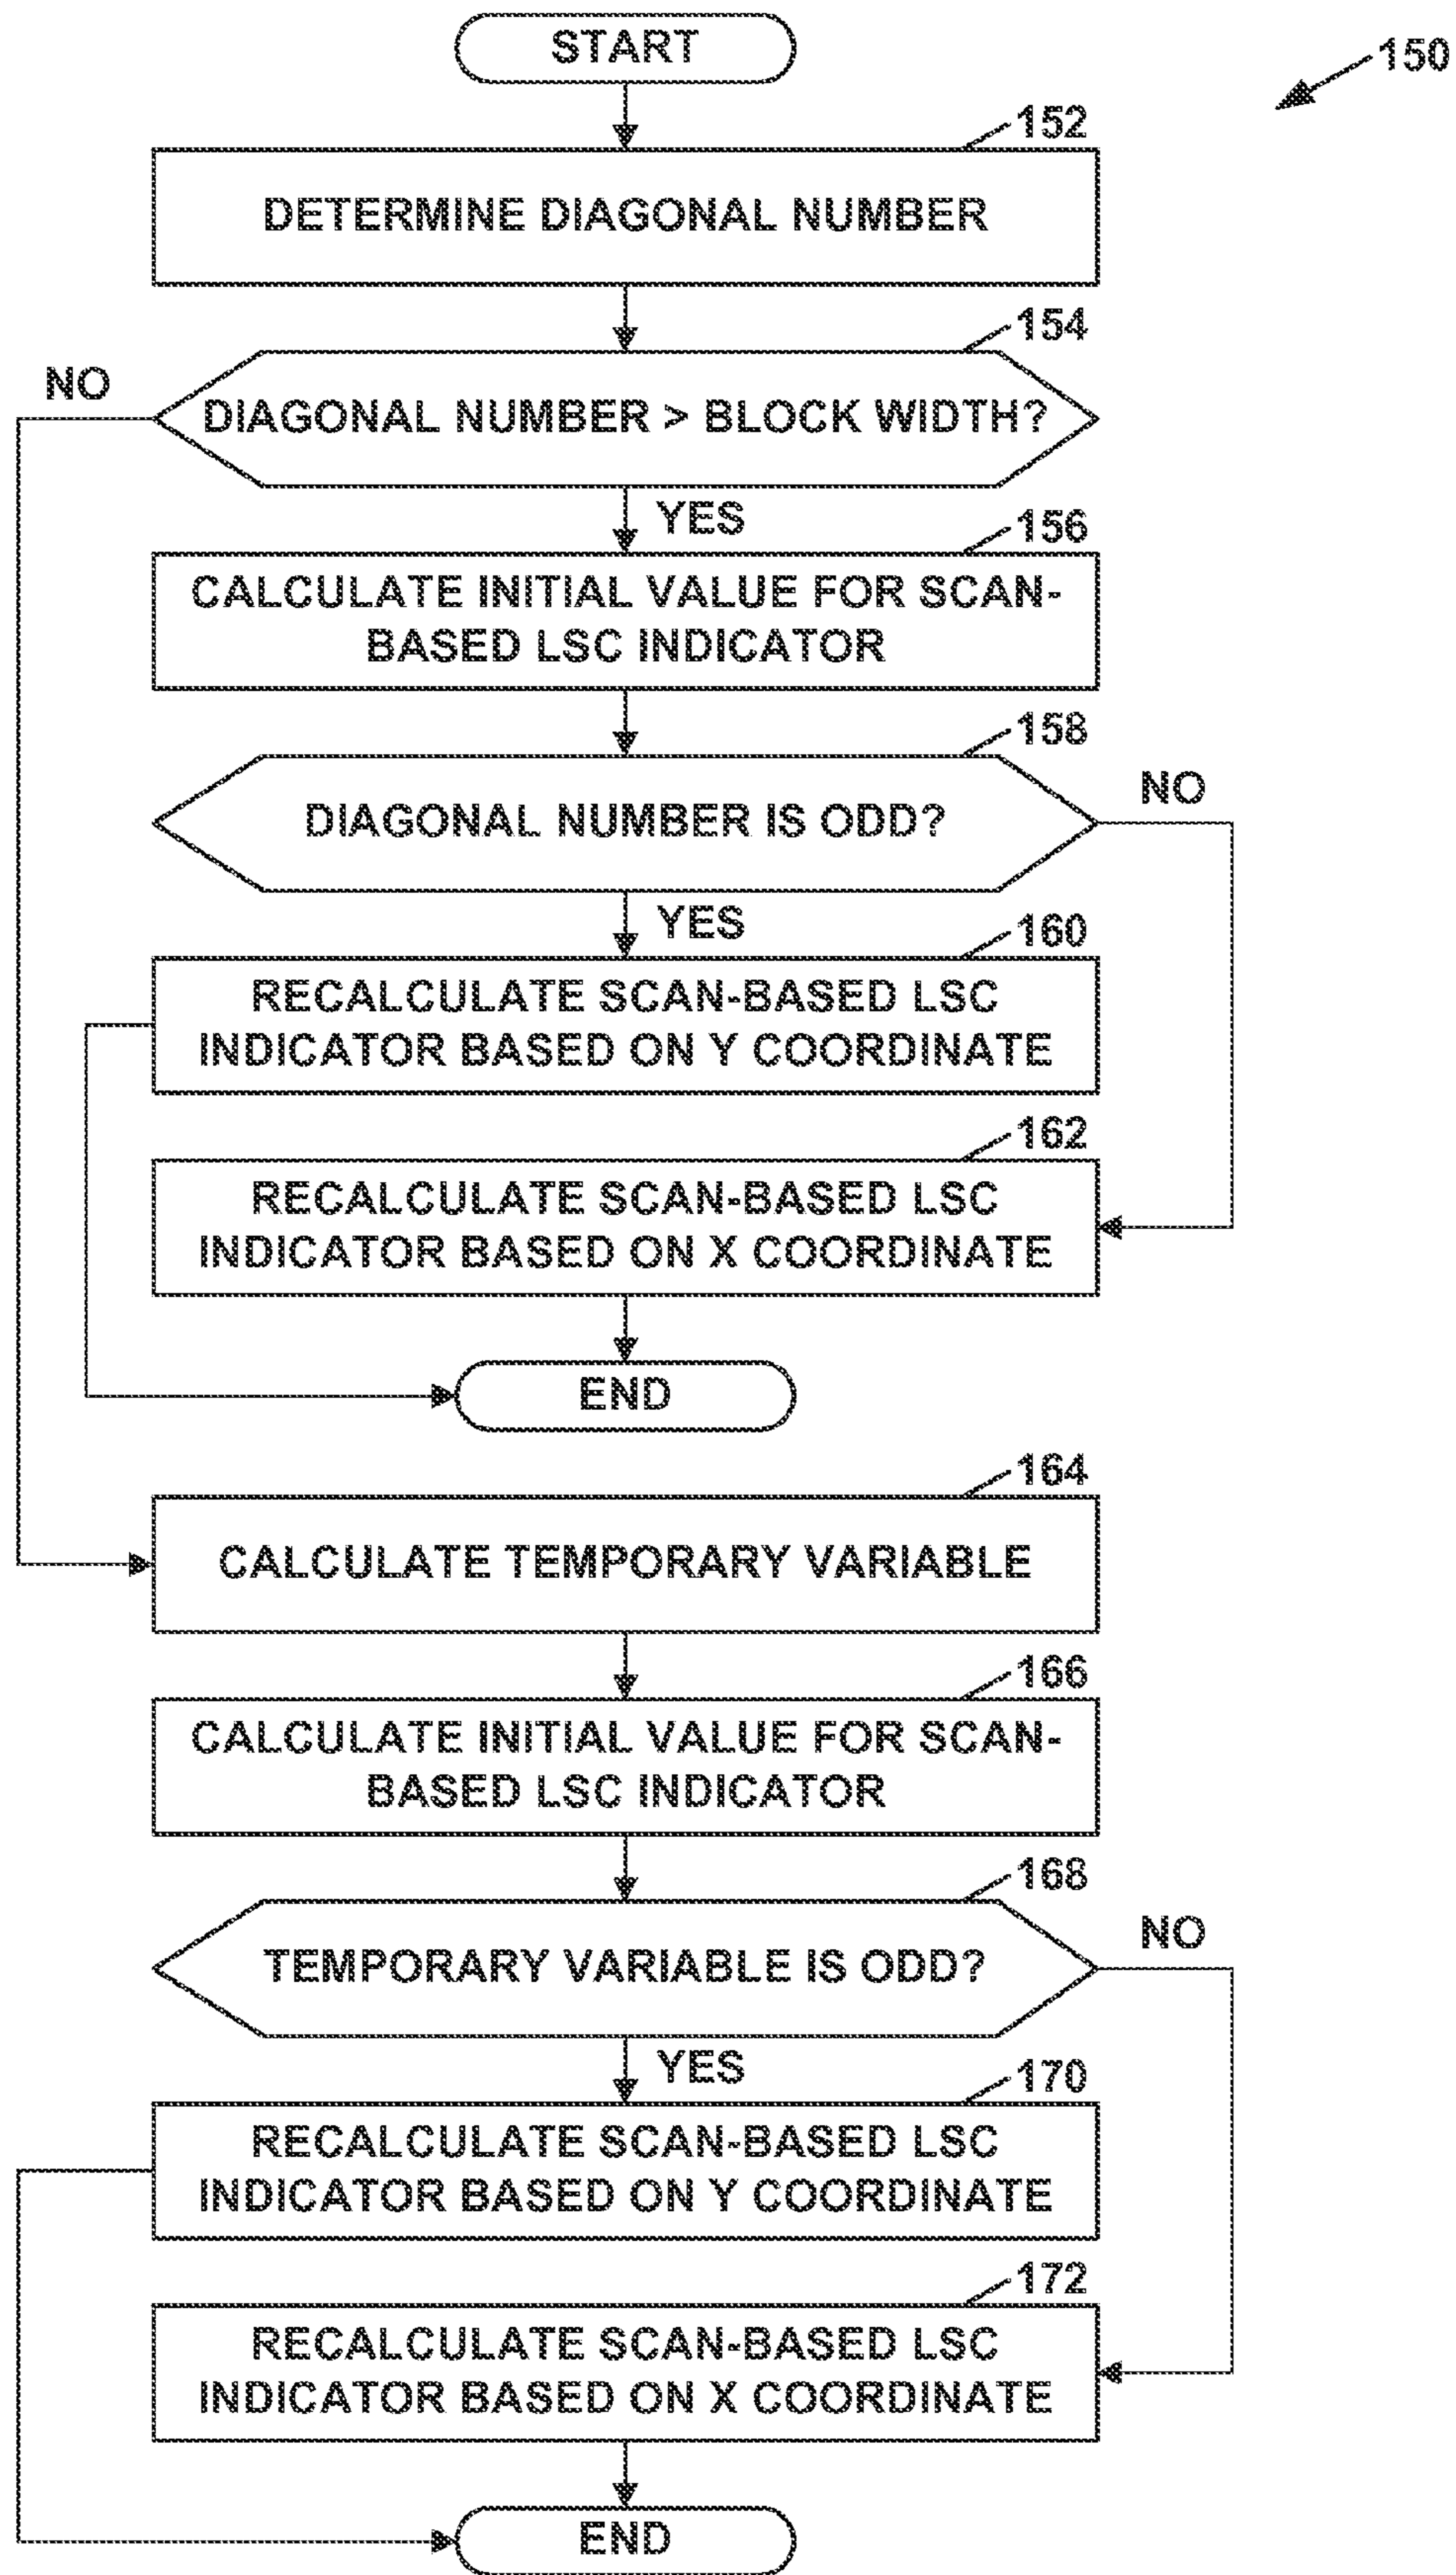 START
150
152
DETERMINE DIAGONAL NUMBER
154
NO
DIAGONAL NUMBER > BLOCK WIDTH?
YES
156
CALCULATE INITIAL VALUE FOR SCAN-
BASED LSC INDICATOR
158
DIAGONAL NUMBER IS ODD?
NO
YES
160
RECALCULATE SCAN-BASED LSC
INDICATOR BASED ON Y COORDINATE
162
RECALCULATE SCAN-BASED LSC
INDICATOR BASED ON X COORDINATE
END
164
CALCULATE TEMPORARY VARIABLE
166
CALCULATE INITIAL VALUE FOR SCAN-
BASED LSC INDICATOR
168
TEMPORARY VARIABLE IS ODD?
NO
YES
170
RECALCULATE SCAN-BASED LSC
INDICATOR BASED ON Y COORDINATE
172
RECALCULATE SCAN-BASED LSC
INDICATOR BASED ON X COORDINATE
END